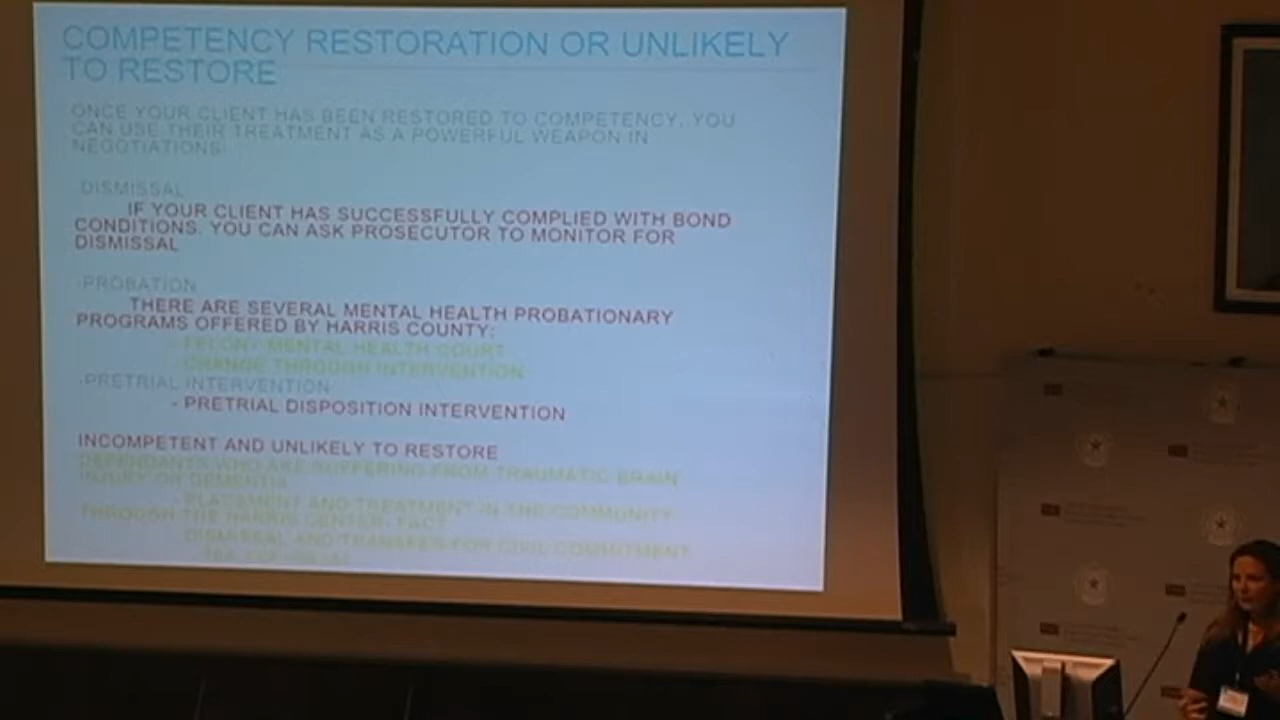 COMPETENCY RESTORATION OR UNLIKELY
TO RESTORE
ONCE YOUR CLIENT HAS BEEN RESTORED TO COMPETENCY, YOU
CAN USE THEIR TREATMENT AS A POWERFUL WEAPON IN
NEGOTIATIONS
-DISMISSAL
IF YOUR CLIENT HAS SUCCESSFULLY COMPLIED WITH BOND
CONDITIONS. YOU CAN ASK PROSECUTOR TO MONITOR FOR
DISMISSAL
-PROBATION
THERE ARE SEVERAL MENTAL HEALTH PROBATIONARY
PROGRAMS OFFERED BY HARRIS COUNTY:
- FELONY MENTAL HEALTH COURT
- CHANGE THROUGH INTERVENTION
-PRETRIAL INTERVENTION
- PRETRIAL DISPOSITION INTERVENTION
INCOMPETENT AND UNLIKELY TO RESTORE
DEFENDANTS WHO ARE SUFFERING FROM TRAUMATIC BRAIN
INJURY OR DEMENTIA
- PLACEMENT AND TREATMENT IN THE COMMUNITY
THROUGH THE HARRIS CENTER- FACT
- DISMISSAL AND TRANSFER FOR CIVIL COMMITMENT